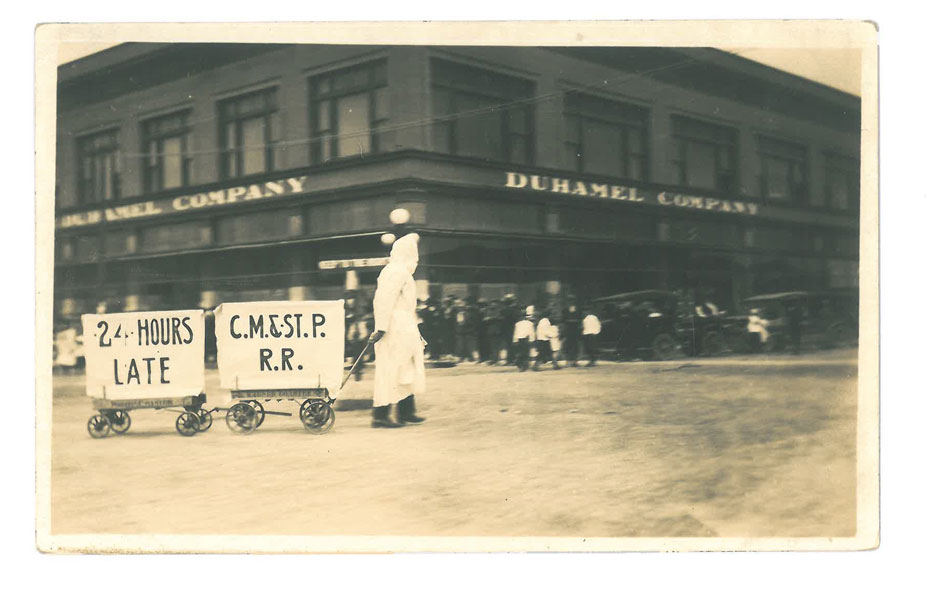 DUHAMEL COMPANY
DUHAMEL COMPANY
24 HOURS
LATE
C.M.&ST.P.
R.R.